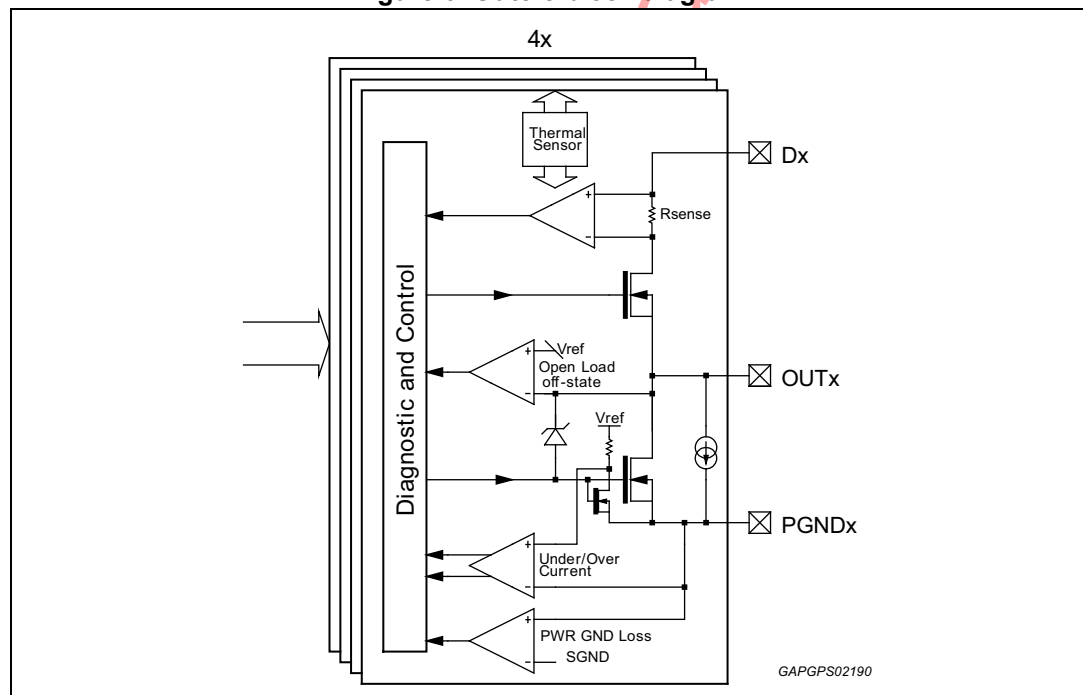 4x
Thermal
Sensor
Dx
+
Rsense
-
Diagnostic and Control
+
Vref
Open Load
off-state
-
OUTx
Vref
PGNDx
+
Under/Over
Current
-
+
PWR GND Loss
-
SGND
GAPGPS02190